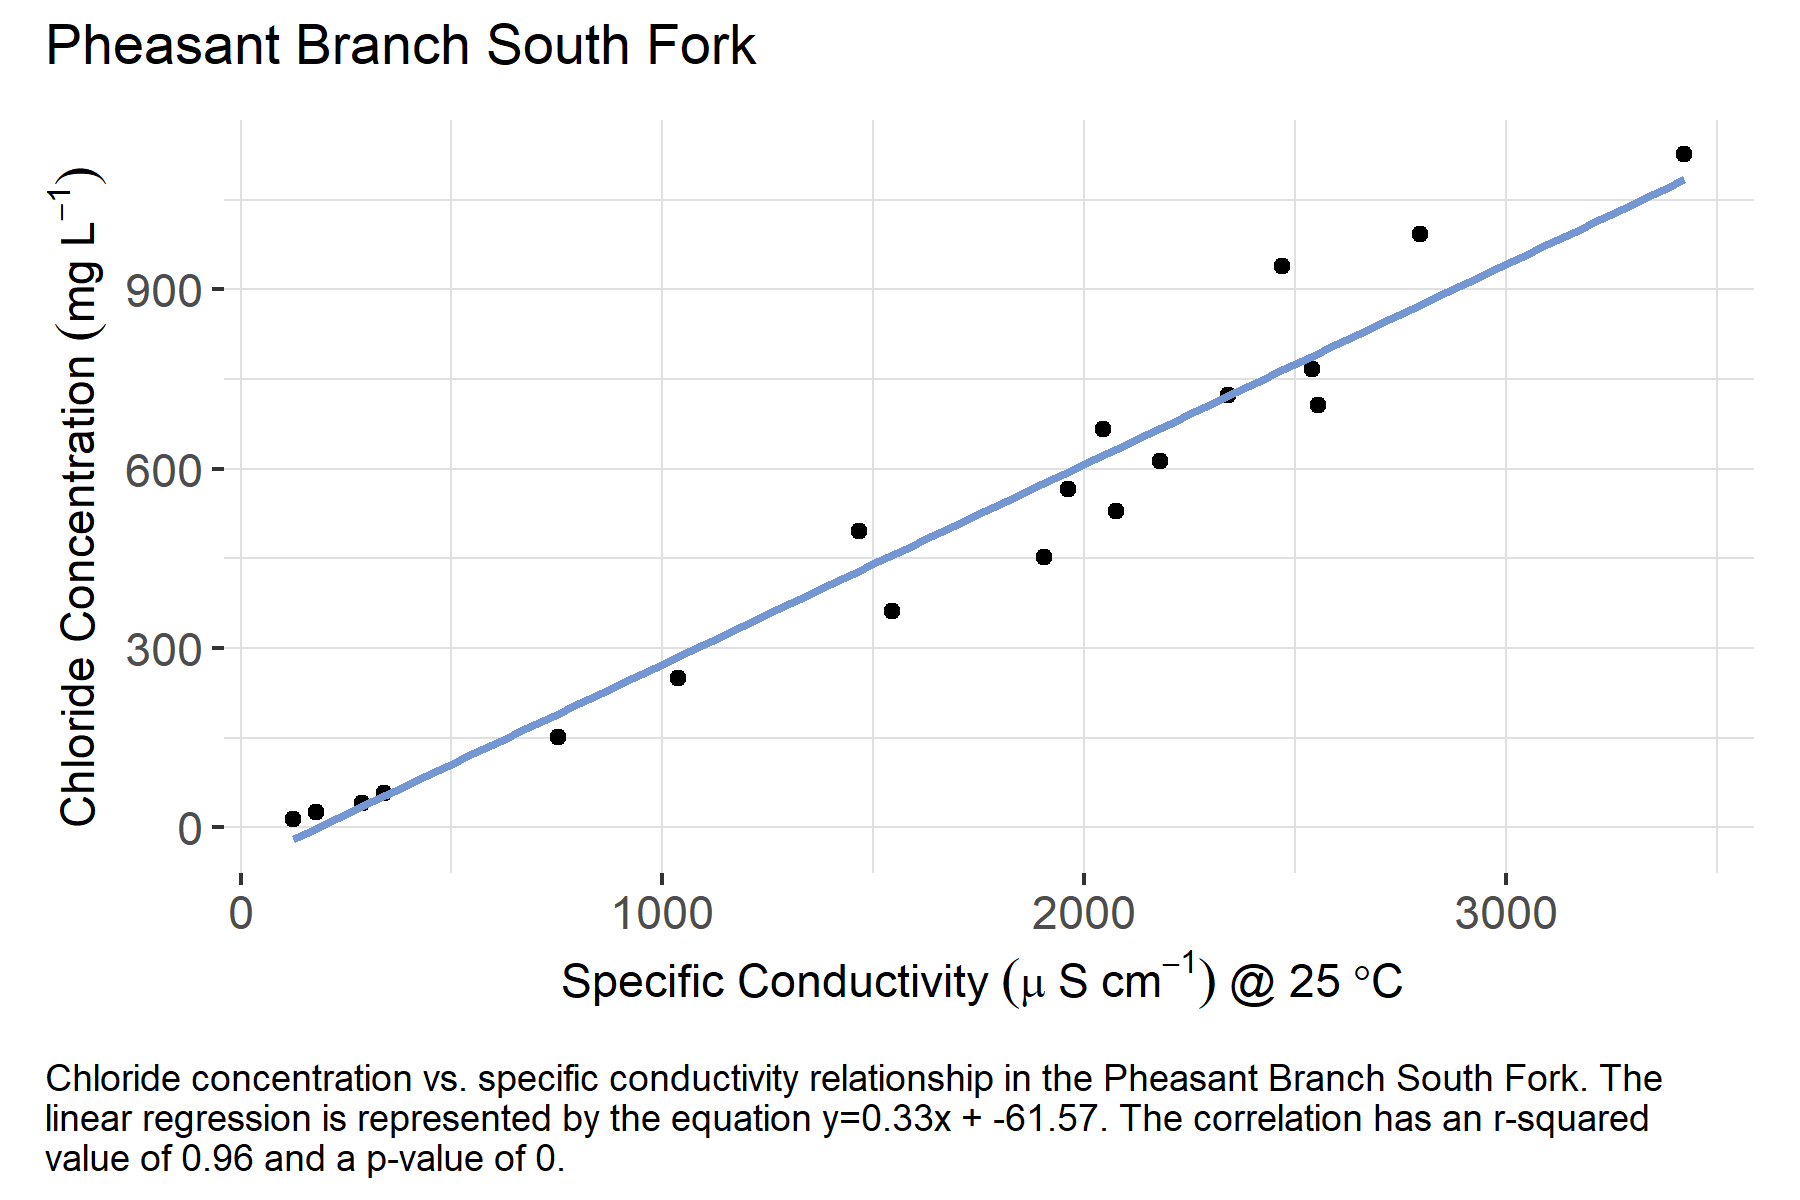 Pheasant Branch South Fork
Chloride Concentration (mg L⁻¹)
900
600
300
0
0 1000 2000 3000
Specific Conductivity (μ S cm⁻¹) @ 25 °C
Chloride concentration vs. specific conductivity relationship in the Pheasant Branch South Fork. The
linear regression is represented by the equation y=0.33x + -61.57. The correlation has an r-squared
value of 0.96 and a p-value of 0.